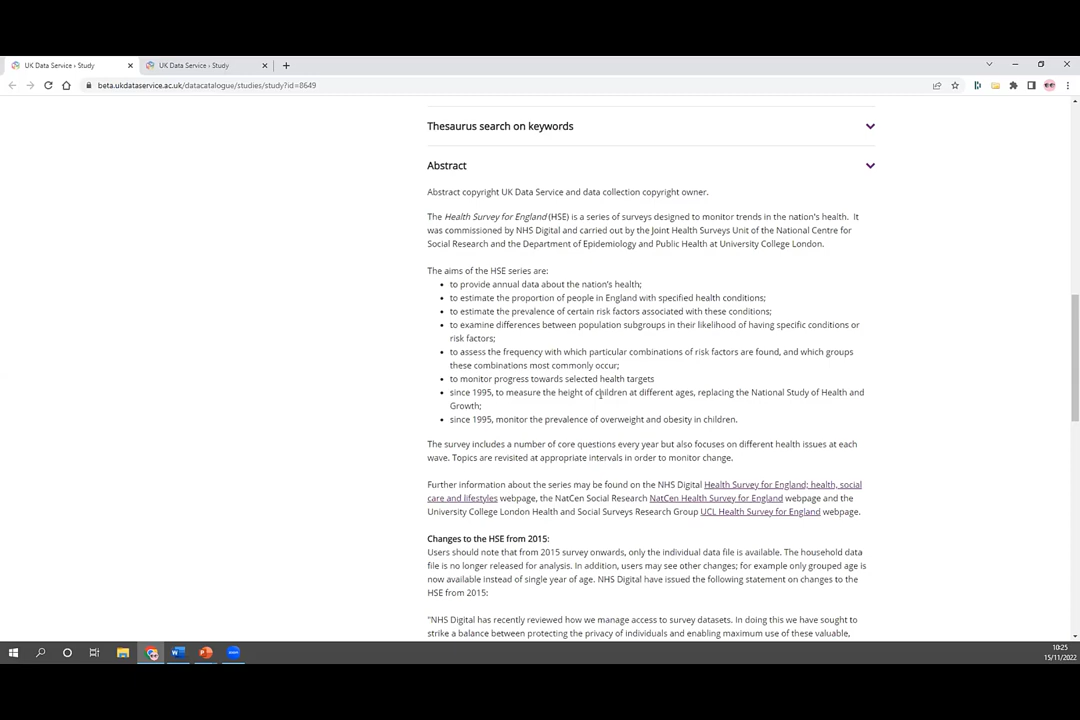 UK Data Service › Study
UK Data Service › Study
beta.ukdataservice.ac.uk/datacatalogue/studies/study?id=8649
Thesaurus search on keywords
Abstract
Abstract copyright UK Data Service and data collection copyright owner.
The Health Survey for England (HSE) is a series of surveys designed to monitor trends in the nation's health. It
was commissioned by NHS Digital and carried out by the Joint Health Surveys Unit of the National Centre for
Social Research and the Department of Epidemiology and Public Health at University College London.
The aims of the HSE series are:
• to provide annual data about the nation's health;
• to estimate the proportion of people in England with specified health conditions;
• to estimate the prevalence of certain risk factors associated with these conditions;
• to examine differences between population subgroups in their likelihood of having specific conditions or
risk factors;
• to assess the frequency with which particular combinations of risk factors are found, and which groups
these combinations most commonly occur;
• to monitor progress towards selected health targets
• since 1995, to measure the height of children at different ages, replacing the National Study of Health and
Growth;
• since 1995, monitor the prevalence of overweight and obesity in children.
The survey includes a number of core questions every year but also focuses on different health issues at each
wave. Topics are revisited at appropriate intervals in order to monitor change.
Further information about the series may be found on the NHS Digital Health Survey for England; health, social
care and lifestyles webpage, the NatCen Social Research NatCen Health Survey for England webpage and the
University College London Health and Social Surveys Research Group UCL Health Survey for England webpage.
Changes to the HSE from 2015:
Users should note that from 2015 survey onwards, only the individual data file is available. The household data
file is no longer released for analysis. In addition, users may see other changes; for example only grouped age is
now available instead of single year of age. NHS Digital have issued the following statement on changes to the
HSE from 2015:
"NHS Digital has recently reviewed how we manage access to survey datasets. In doing this we have sought to
strike a balance between protecting the privacy of individuals and enabling maximum use of these valuable,
10:25
15/11/2022